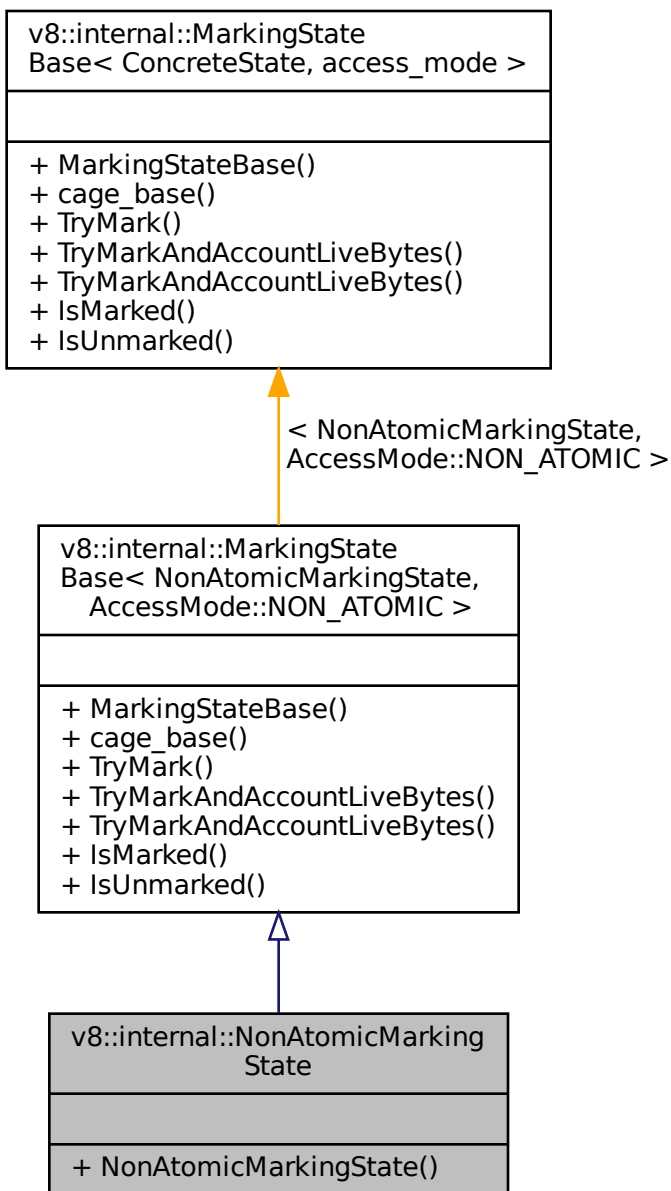 v8::internal::MarkingState
Base< ConcreteState, access_mode >
+ MarkingStateBase()
+ cage_base()
+ TryMark()
+ TryMarkAndAccountLiveBytes()
+ TryMarkAndAccountLiveBytes()
+ IsMarked()
+ IsUnmarked()
< NonAtomicMarkingState,
AccessMode::NON_ATOMIC >
v8::internal::MarkingState
Base< NonAtomicMarkingState,
AccessMode::NON_ATOMIC >
+ MarkingStateBase()
+ cage_base()
+ TryMark()
+ TryMarkAndAccountLiveBytes()
+ TryMarkAndAccountLiveBytes()
+ IsMarked()
+ IsUnmarked()
v8::internal::NonAtomicMarking
State
+ NonAtomicMarkingState()